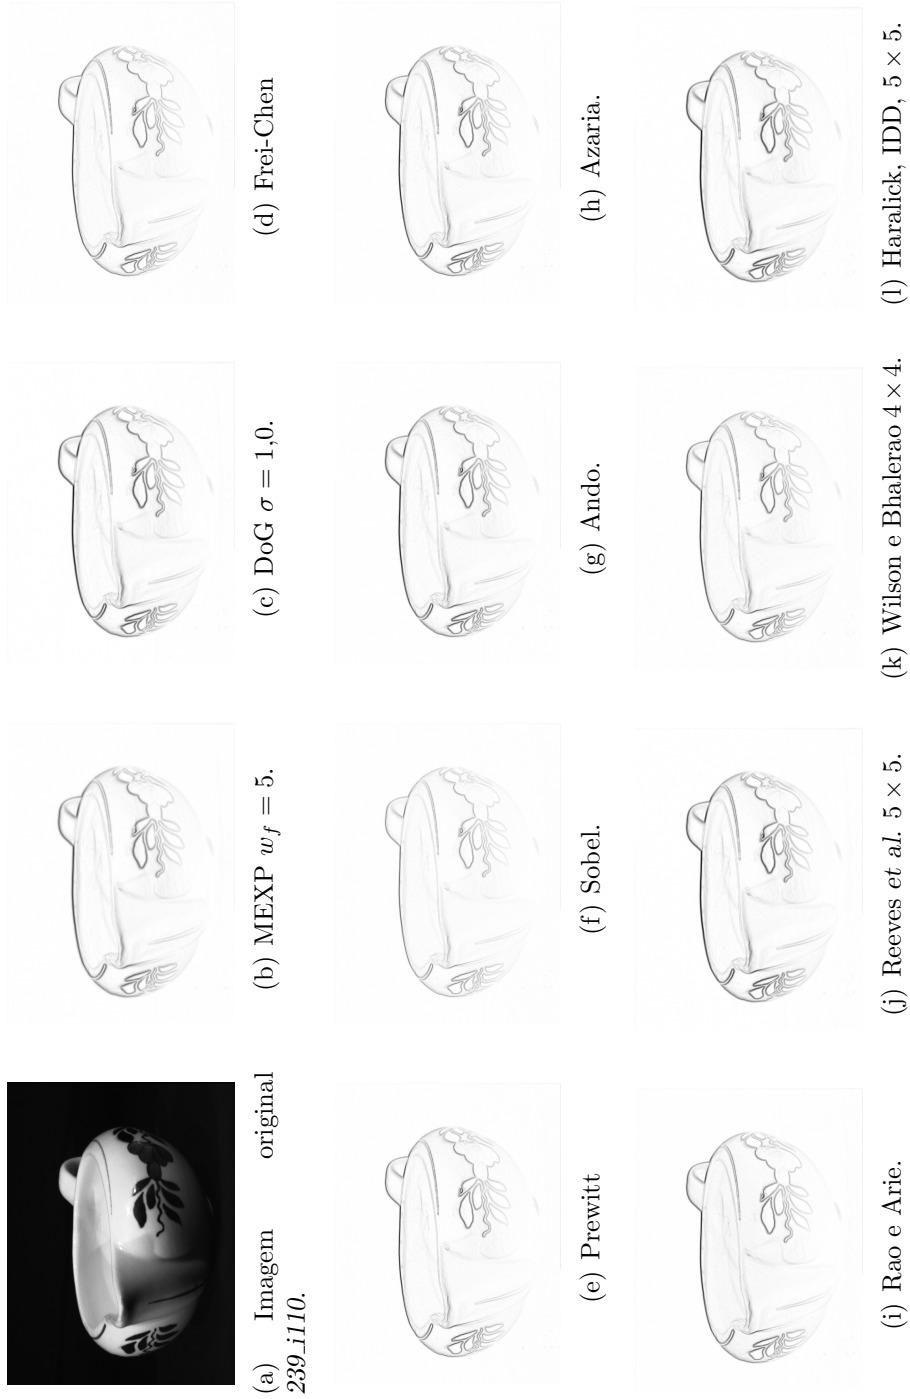 (a) Imagem original
239_i110.
(b) MEXP w_f = 5.
(c) DoG σ = 1,0.
(d) Frei-Chen
(e) Prewitt
(f) Sobel.
(g) Ando.
(h) Azaria.
(i) Rao e Arie.
(j) Reeves et al. 5 × 5.
(k) Wilson e Bhalerao 4 × 4.
(l) Haralick, IDD, 5 × 5.